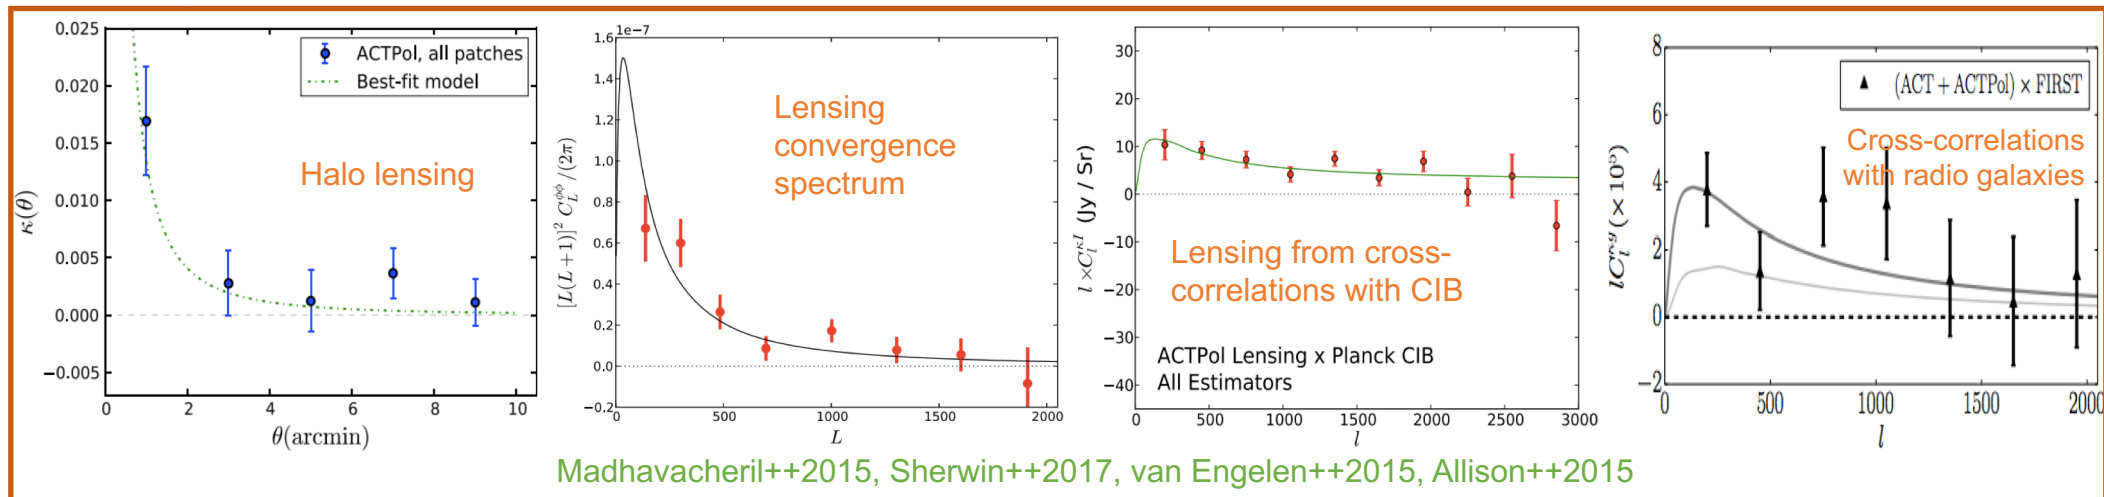 0.025
0.020
0.015
0.010
0.005
0.000
−0.005
κ(θ)
ACTPol, all patches
Best-fit model
Halo lensing
0 2 4 6 8 10
θ(arcmin)
1e−7
1.6
1.4
1.2
1.0
0.8
0.6
0.4
0.2
0.0
−0.2
[L(L+1)]² C_L^{ϕϕ}/(2π)
Lensing
convergence
spectrum
0 500 1000 1500 2000
L
30
20
10
0
−10
−20
−30
−40
l×C_l^{κI} (Jy / Sr)
Lensing from cross-
correlations with CIB
ACTPol Lensing x Planck CIB
All Estimators
0 500 1000 1500 2000 2500 3000
l
8
6
4
2
0
−2
(ACT + ACTPol) × FIRST
Cross-correlations
with radio galaxies
0 500 1000 1500 2000
l
Madhavacheril++2015, Sherwin++2017, van Engelen++2015, Allison++2015